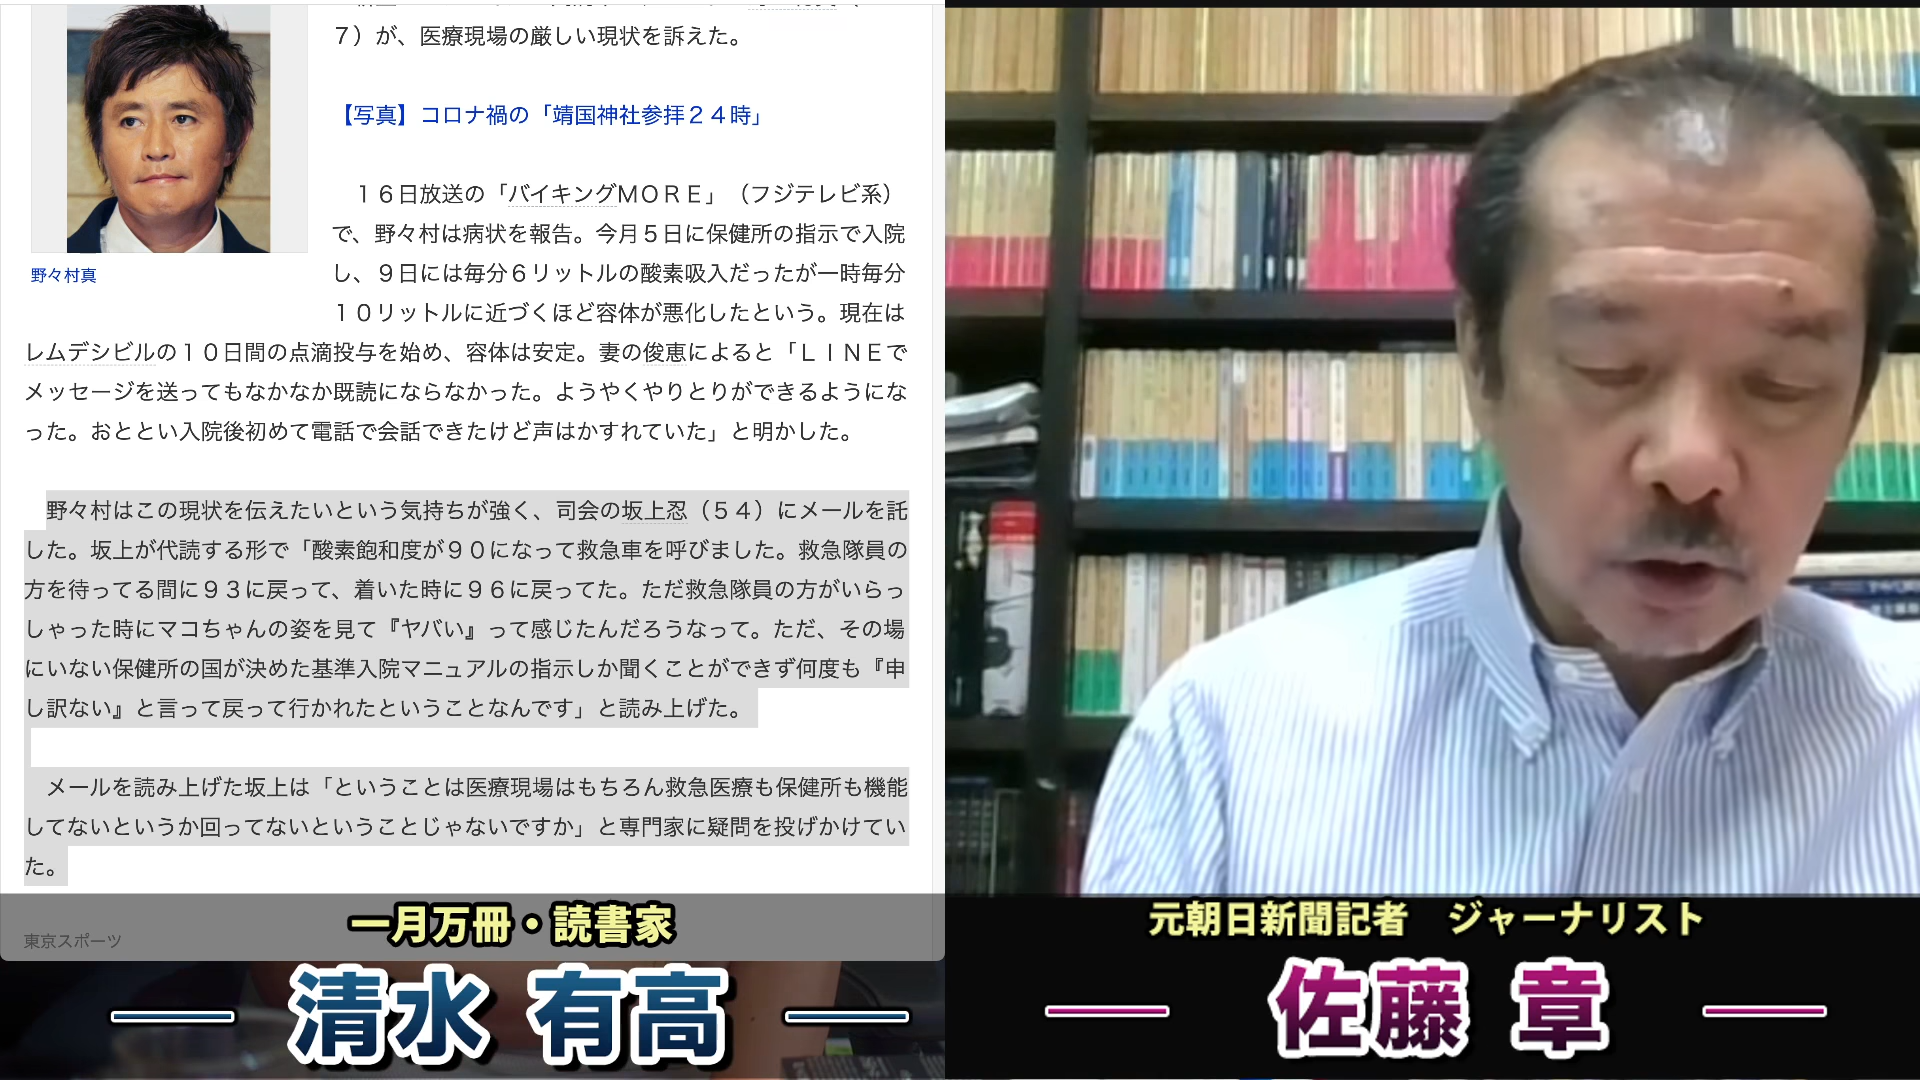 ７）が、医療現場の厳しい現状を訴えた。
【写真】コロナ禍の「靖国神社参拝２４時」
１６日放送の「バイキングＭＯＲＥ」（フジテレビ系）
で、野々村は病状を報告。今月５日に保健所の指示で入院
し、９日には毎分６リットルの酸素吸入だったが一時毎分
１０リットルに近づくほど容体が悪化したという。現在は
野々村真
レムデシビルの１０日間の点滴投与を始め、容体は安定。妻の俊恵によると「ＬＩＮＥで
メッセージを送ってもなかなか既読にならなかった。ようやくやりとりができるようにな
った。おととい入院後初めて電話で会話できたけど声はかすれていた」と明かした。
野々村はこの現状を伝えたいという気持ちが強く、司会の坂上忍（５４）にメールを託
した。坂上が代読する形で「酸素飽和度が９０になって救急車を呼びました。救急隊員の
方を待ってる間に９３に戻って、着いた時に９６に戻ってた。ただ救急隊員の方がいらっ
しゃった時にマコちゃんの姿を見て『ヤバい』って感じたんだろうなって。ただ、その場
にいない保健所の国が決めた基準入院マニュアルの指示しか聞くことができず何度も『申
し訳ない』と言って戻って行かれたということなんです」と読み上げた。
メールを読み上げた坂上は「ということは医療現場はもちろん救急医療も保健所も機能
してないというか回ってないということじゃないですか」と専門家に疑問を投げかけてい
た。
東京スポーツ
一月万冊・読書家
清水 有高
元朝日新聞記者　ジャーナリスト
佐藤 章